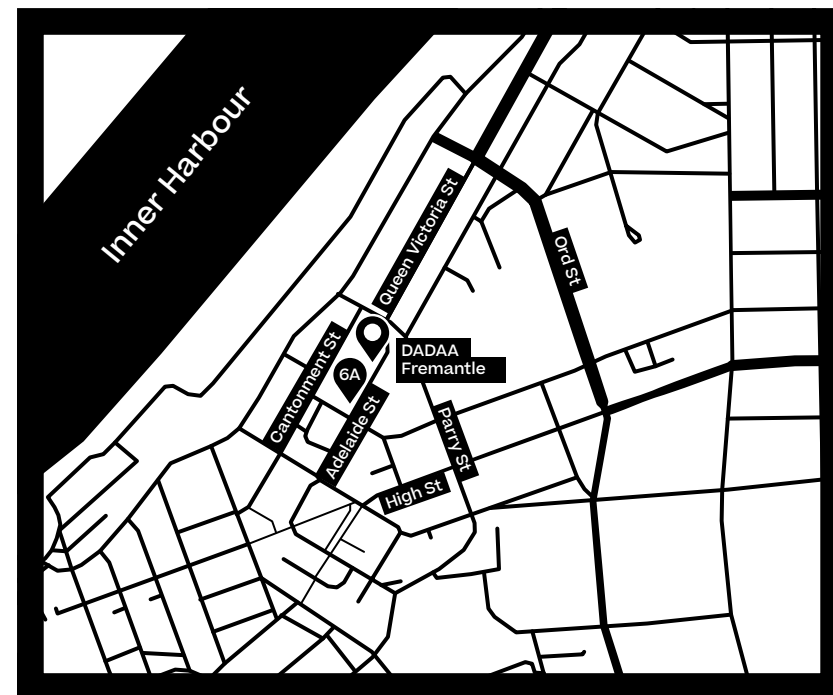 Inner Harbour
Queen Victoria St
Ord St
DADAA
Fremantle
Cantonment St
6A
Adelaide St
Parry St
High St